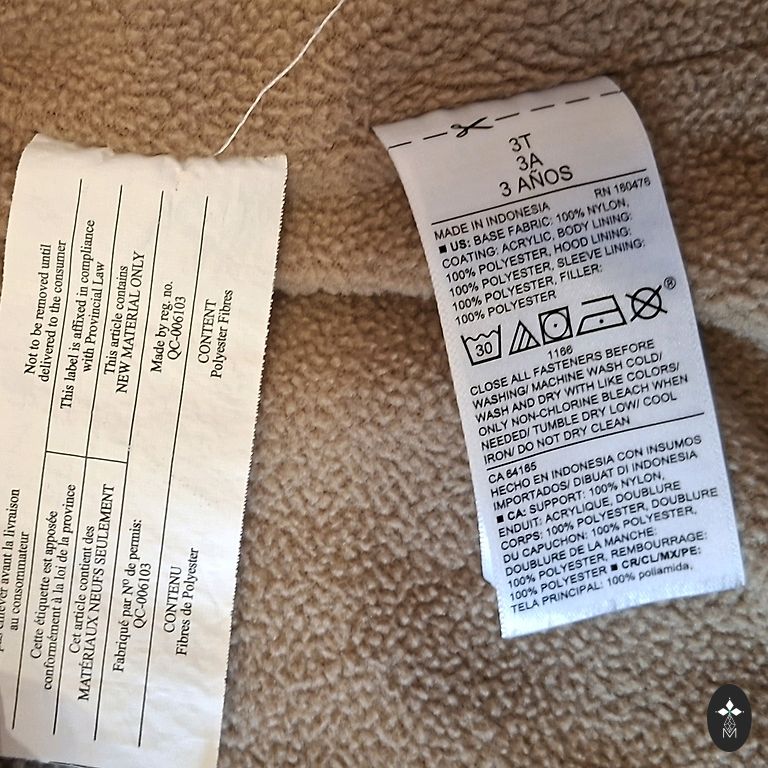 Not to be removed until
delivered to the consumer
This label is affixed in compliance
with Provincial Law
This article contains
NEW MATERIAL ONLY
Made by reg. no.
QC-006103
CONTENT
Polyester Fibres
avant la livraison
au consommateur
Cette étiquette est apposée
conformément à la loi de la province
Cet article contient des
MATÉRIAUX NEUFS SEULEMENT
Fabriqué par Nº de permis:
QC-006103
CONTENU
Fibres de Polyester
3T
3A
3 AÑOS
RN 160476
MADE IN INDONESIA
■ US: BASE FABRIC: 100% NYLON,
COATING: ACRYLIC, BODY LINING:
100% POLYESTER, HOOD LINING:
100% POLYESTER, SLEEVE LINING:
100% POLYESTER, FILLER:
100% POLYESTER
30
®
1166
CLOSE ALL FASTENERS BEFORE
WASHING/ MACHINE WASH COLD/
WASH AND DRY WITH LIKE COLORS/
ONLY NON-CHLORINE BLEACH WHEN
NEEDED/ TUMBLE DRY LOW/ COOL
IRON/ DO NOT DRY CLEAN
CA 64165
HECHO EN INDONESIA CON INSUMOS
IMPORTADOS/ DIBUAT DI INDONESIA
■ CA: SUPPORT: 100% NYLON,
ENDUIT: ACRYLIQUE, DOUBLURE
CORPS: 100% POLYESTER, DOUBLURE
DU CAPUCHON: 100% POLYESTER,
DOUBLURE DE LA MANCHE:
100% POLYESTER, REMBOURRAGE:
100% POLYESTER ■ CR/CL/MX/PE:
TELA PRINCIPAL: 100% poliamida,
M